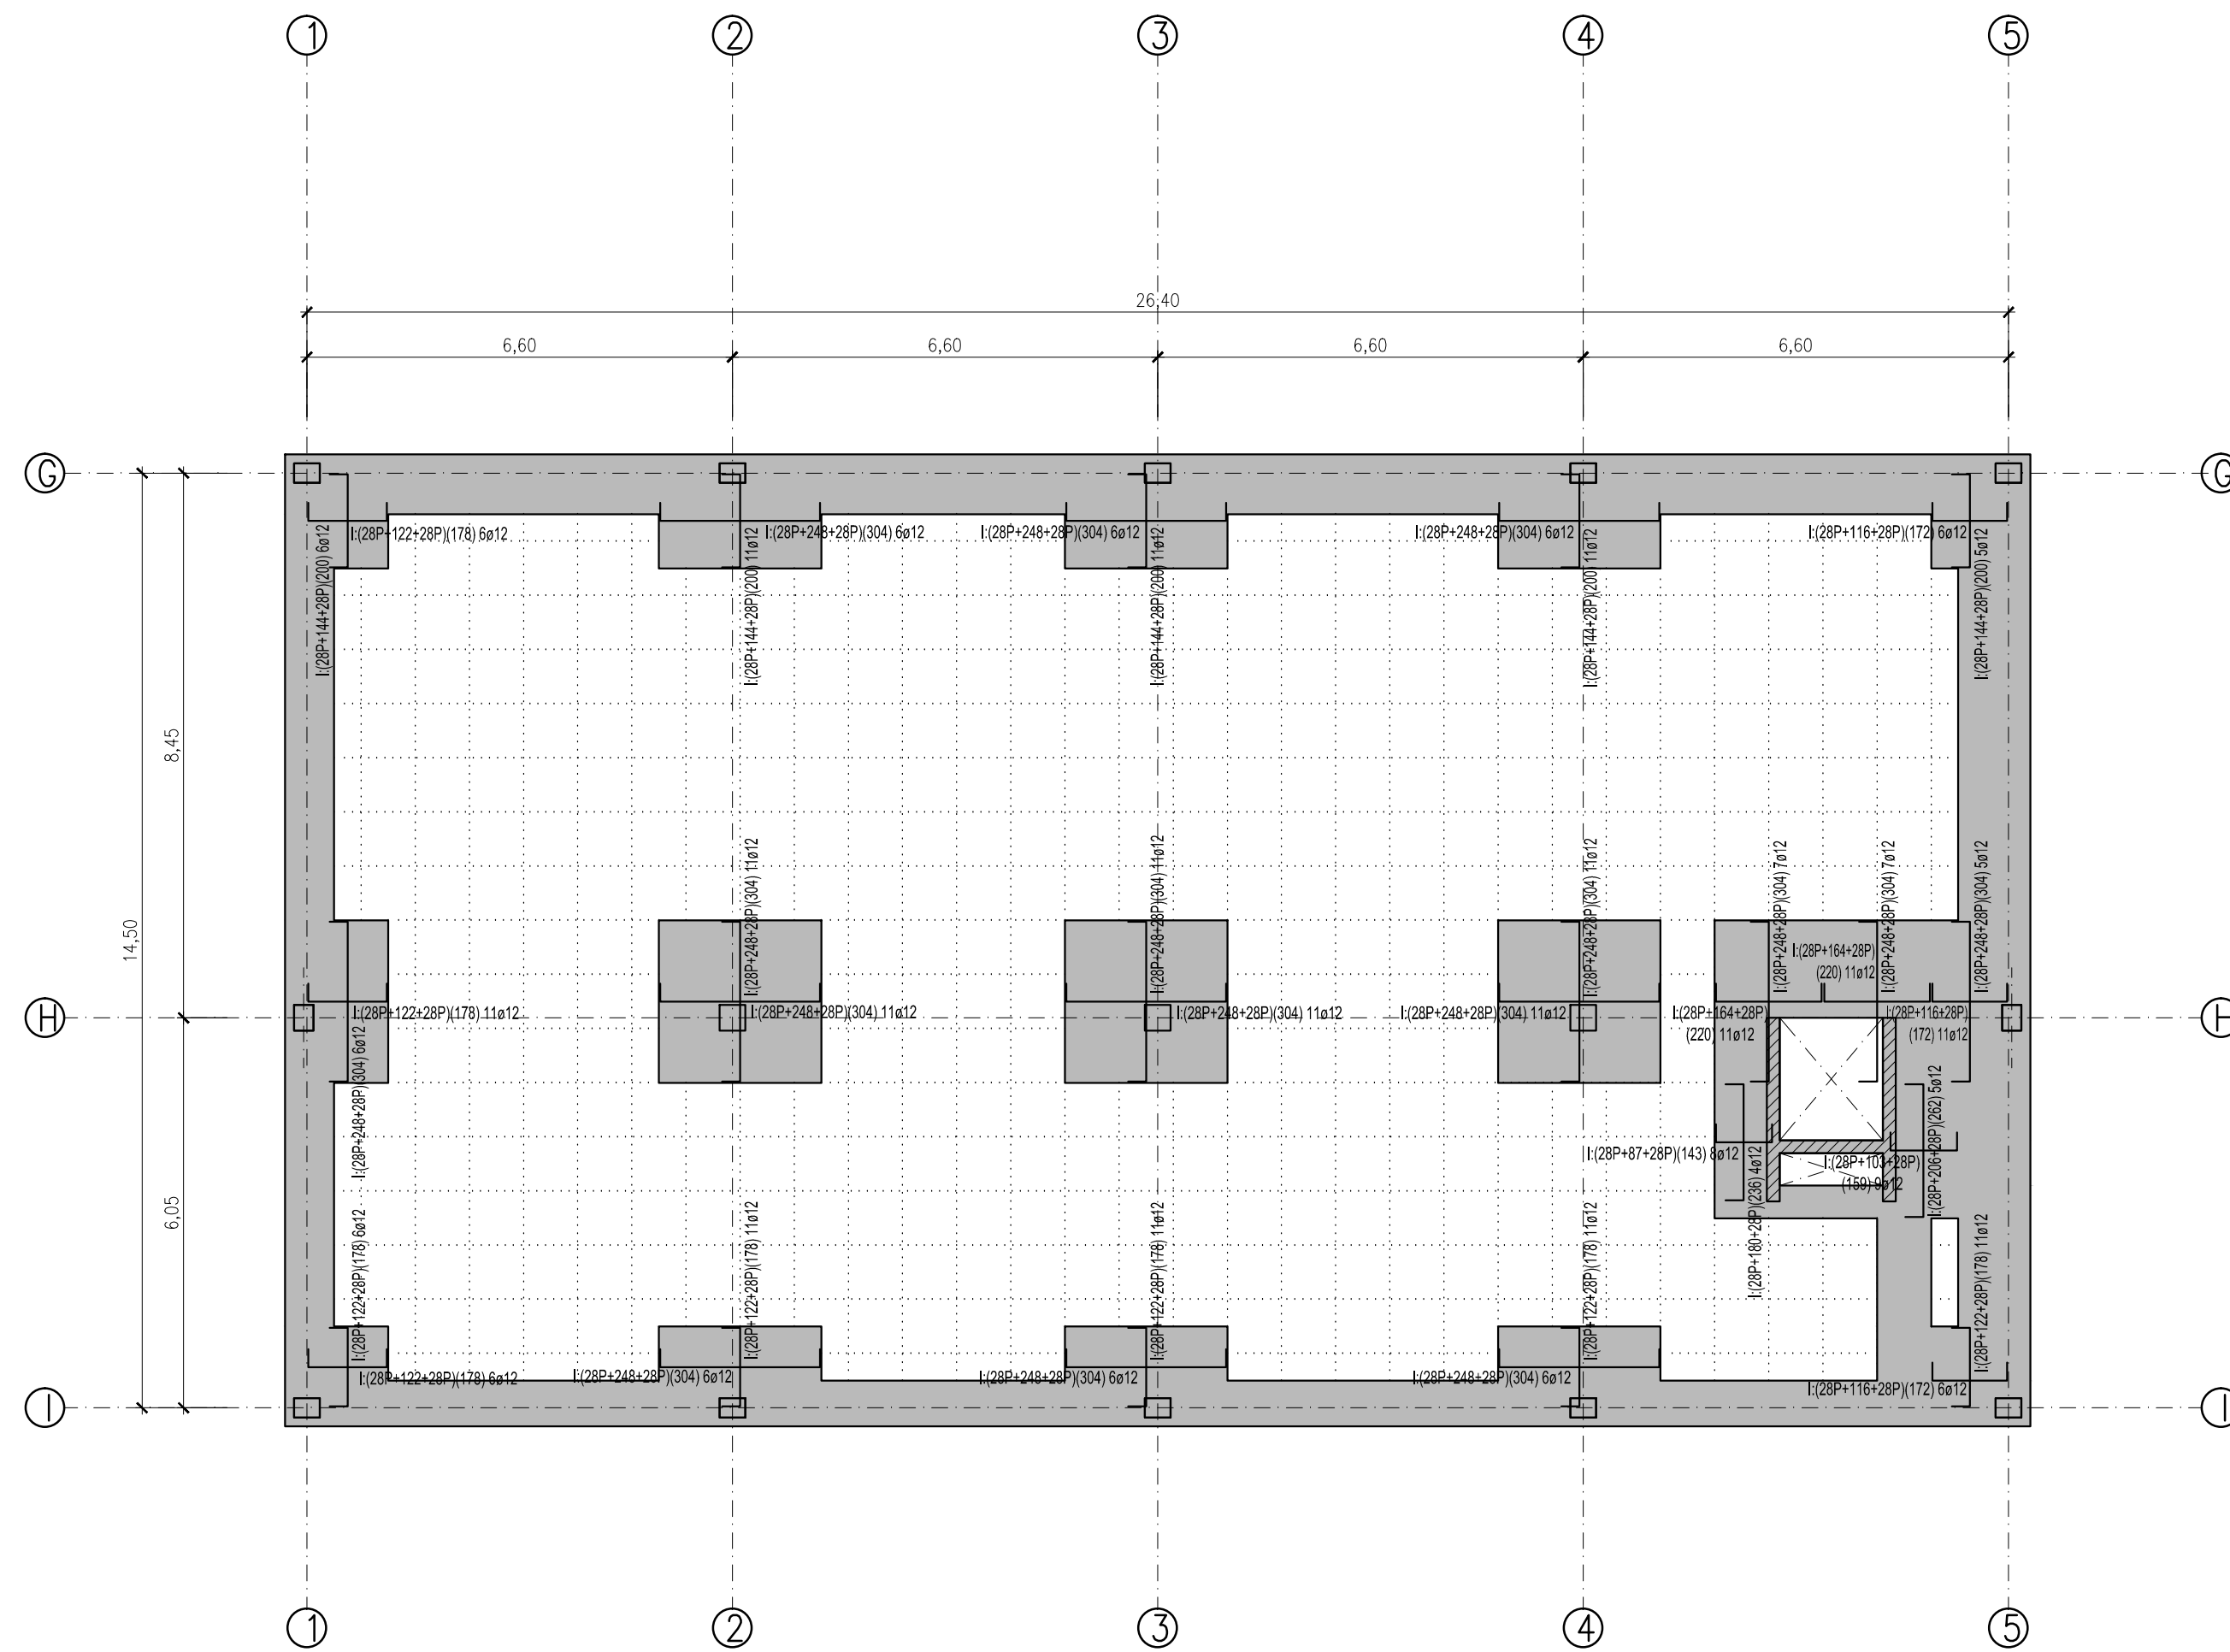 1 2 3 4 5
26,40
6,60 6,60 6,60 6,60
G G
I:(28P+122+28P)(178) 6ø12
I:(28P+248+28P)(304) 6ø12
I:(28P+248+28P)(304) 6ø12
I:(28P+248+28P)(304) 6ø12
I:(28P+116+28P)(172) 6ø12
I:(28P+144+28P)(200) 6ø12
I:(28P+144+28P)(200) 11ø12
I:(28P+144+28P)(200) 11ø12
I:(28P+144+28P)(200) 11ø12
I:(28P+144+28P)(200) 5ø12
8,45
14,50
6,05
I:(28P+248+28P)(304) 11ø12
I:(28P+248+28P)(304) 11ø12
I:(28P+248+28P)(304) 11ø12
I:(28P+248+28P)(304) 7ø12
I:(28P+248+28P)(304) 7ø12
I:(28P+248+28P)(304) 5ø12
I:(28P+164+28P)
(220) 11ø12
H H
I:(28P+122+28P)(178) 11ø12
I:(28P+248+28P)(304) 11ø12
I:(28P+248+28P)(304) 11ø12
I:(28P+248+28P)(304) 11ø12
I:(28P+164+28P)
(220) 11ø12
I:(28P+116+28P)
(172) 11ø12
I:(28P+248+28P)(304) 6ø12
I:(28P+87+28P)(143) 8ø12
I:(28P+180+28P)(236) 4ø12
I:(28P+103+28P)
(159) 9ø12
I:(28P+206+28P)(262) 5ø12
I:(28P+122+28P)(178) 6ø12
I:(28P+122+28P)(178) 11ø12
I:(28P+122+28P)(178) 11ø12
I:(28P+122+28P)(178) 11ø12
I:(28P+122+28P)(178) 11ø12
I:(28P+122+28P)(178) 6ø12
I:(28P+248+28P)(304) 6ø12
I:(28P+248+28P)(304) 6ø12
I:(28P+248+28P)(304) 6ø12
I:(28P+116+28P)(172) 6ø12
I I
1 2 3 4 5